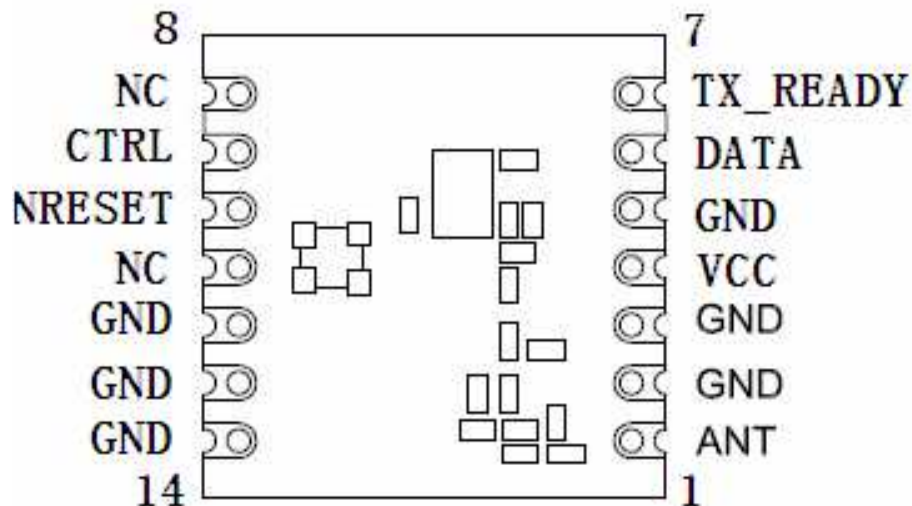 8 7
NC TX_READY
CTRL DATA
NRESET GND
NC VCC
GND GND
GND GND
GND ANT
14 1